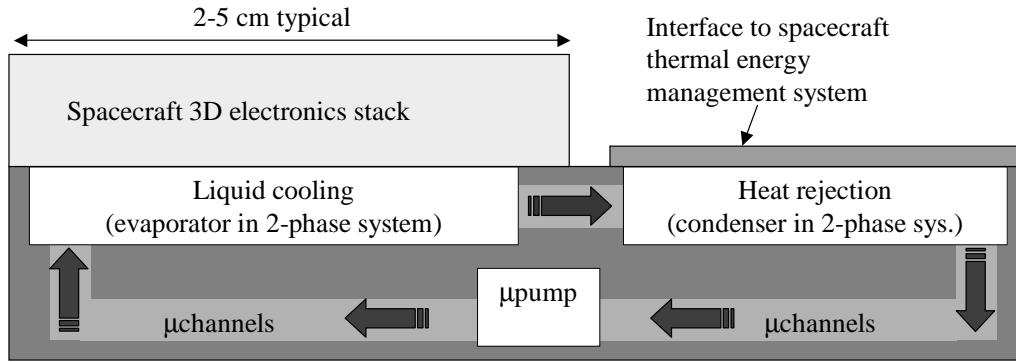 2-5 cm typical
Interface to spacecraft
thermal energy
management system
Spacecraft 3D electronics stack
Liquid cooling
(evaporator in 2-phase system)
Heat rejection
(condenser in 2-phase sys.)
μpump
μchannels
μchannels